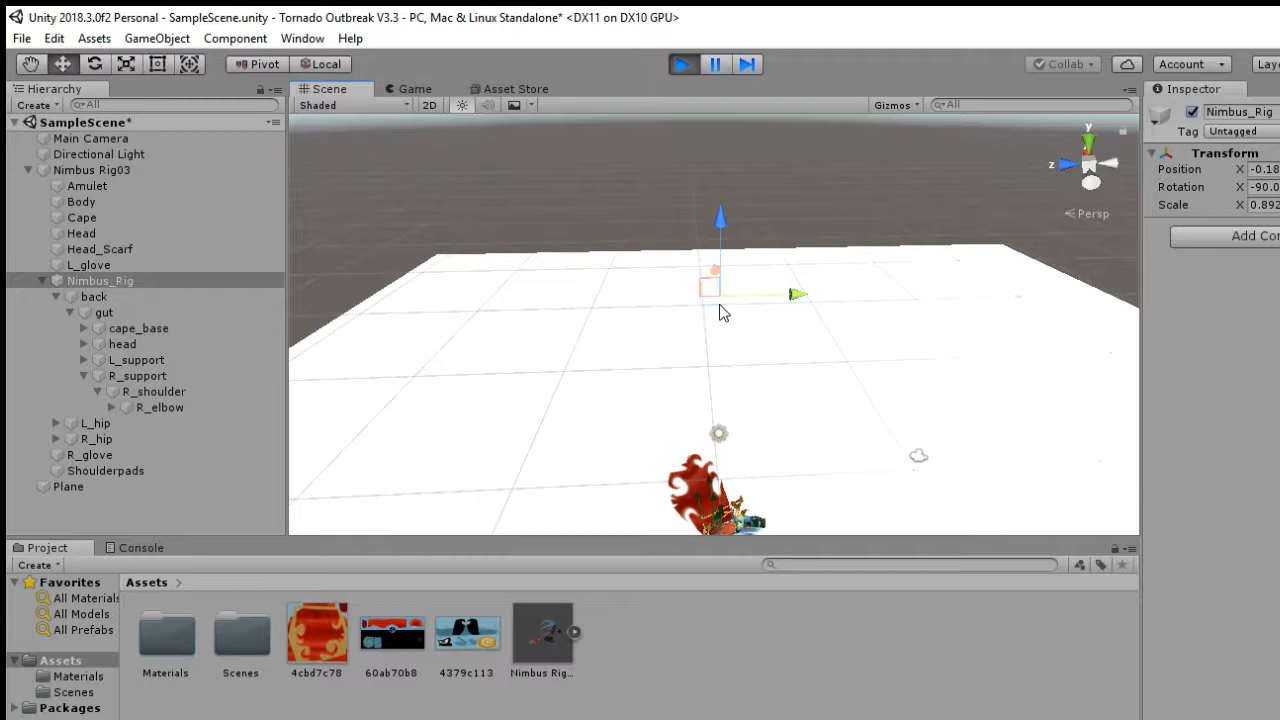 Unity 2018.3.0f2 Personal - SampleScene.unity - Tornado Outbreak V3.3 - PC, Mac & Linux Standalone* <DX11 on DX10 GPU>
File Edit Assets GameObject Component Window Help
Pivot Local Collab Account Laye
Hierarchy Scene Game Asset Store Inspector
Create All Shaded 2D Gizmos All Nimbus_Rig
SampleScene*
Tag Untagged
Main Camera
Directional Light
Transform
Nimbus Rig03
Position X -0.18
Amulet
Rotation X -90.0
Body
Scale X 0.892
Cape
y
z
Persp
Head
Add Con
Head_Scarf
L_glove
Nimbus_Rig
back
gut
cape_base
head
L_support
R_support
R_shoulder
R_elbow
L_hip
R_hip
R_glove
Shoulderpads
Plane
Project Console
Create
Favorites
All Materials
All Models
All Prefabs
Assets
Materials
Scenes
Packages
Assets
Materials Scenes 4cbd7c78 60ab70b8 4379c113 Nimbus Rig...